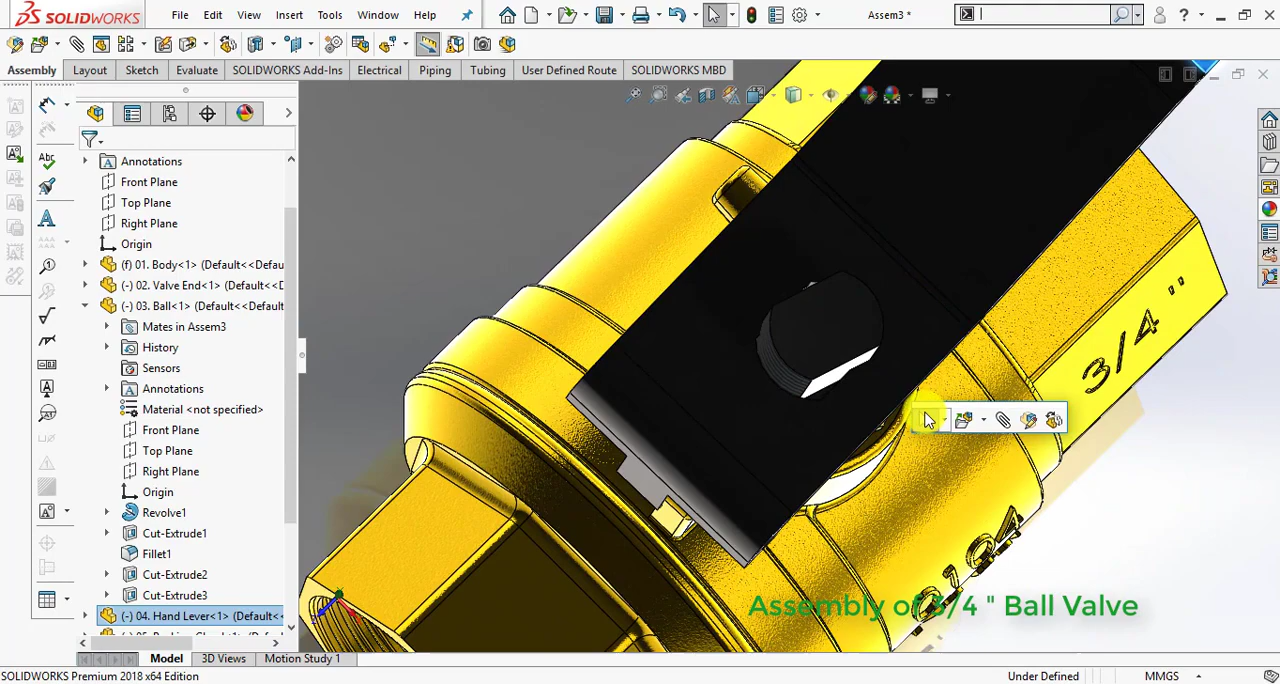 SOLIDWORKS
File Edit View Insert Tools Window Help
Assem3 *
Assembly Layout Sketch Evaluate SOLIDWORKS Add-Ins Electrical Piping Tubing User Defined Route SOLIDWORKS MBD
Annotations
Front Plane
Top Plane
Right Plane
Origin
(f) 01. Body<1> (Default<<Defau
(-) 02. Valve End<1> (Default<<D
(-) 03. Ball<1> (Default<<Default
Mates in Assem3
History
Sensors
Annotations
Material <not specified>
Front Plane
Top Plane
Right Plane
Origin
Revolve1
Cut-Extrude1
Fillet1
Cut-Extrude2
Cut-Extrude3
(-) 04. Hand Lever<1> (Default<
3/4 "
Assembly of 3/4 " Ball Valve
Model 3D Views Motion Study 1
SOLIDWORKS Premium 2018 x64 Edition
Under Defined
MMGS